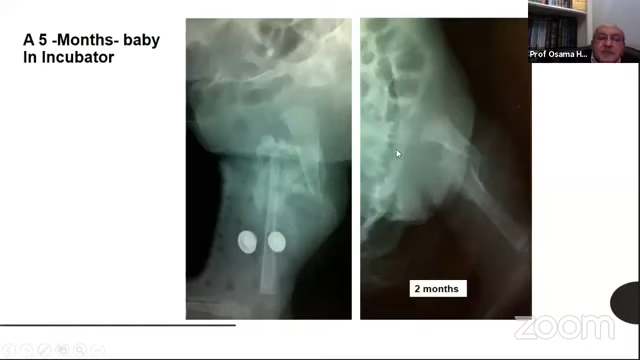 A 5 -Months- baby
In Incubator
Prof Osama H...
2 months
zoom